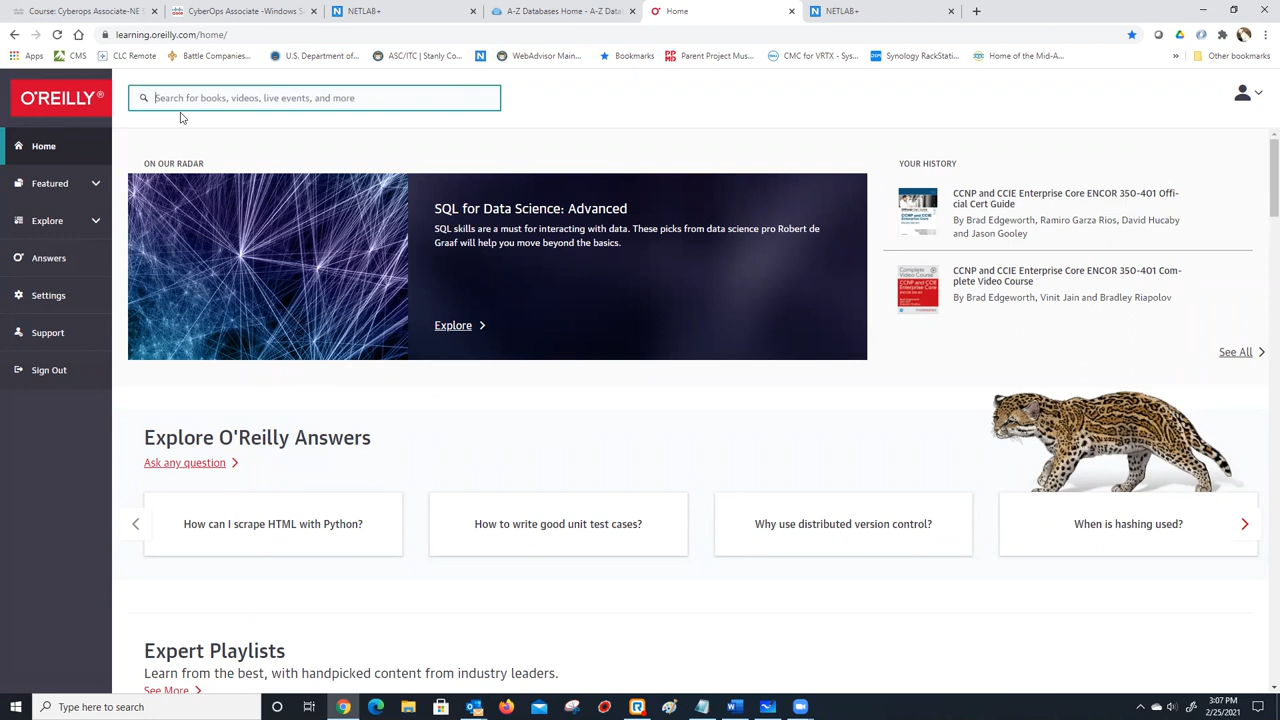 Course: Cyberops Associate-NE-
CyberOps Associate -Windows S
NETLAB+
A-Z Databases Home - A-Z Data
Home
NETLAB+
learning.oreilly.com/home/
Apps
CMS
CLC Remote
Battle Companies...
U.S. Department of...
ASC/ITC | Stanly Co...
WebAdvisor Main...
Bookmarks
Parent Project Mus...
CMC for VRTX - Sys...
Synology RackStati...
Home of the Mid-A...
Other bookmarks
O'REILLY®
Search for books, videos, live events, and more
Home
Featured
Explore
Answers
Settings
Support
Sign Out
ON OUR RADAR
SQL for Data Science: Advanced
SQL skills are a must for interacting with data. These picks from data science pro Robert de
Graaf will help you move beyond the basics.
Explore
YOUR HISTORY
CCNP and CCIE Enterprise Core ENCOR 350-401 Offi-
cial Cert Guide
By Brad Edgeworth, Ramiro Garza Rios, David Hucaby
and Jason Gooley
CCNP and CCIE Enterprise Core ENCOR 350-401 Com-
plete Video Course
By Brad Edgeworth, Vinit Jain and Bradley Riapolov
See All
Explore O'Reilly Answers
Ask any question
How can I scrape HTML with Python?
How to write good unit test cases?
Why use distributed version control?
When is hashing used?
Expert Playlists
Learn from the best, with handpicked content from industry leaders.
See More
Type here to search
3:07 PM
2/25/2021